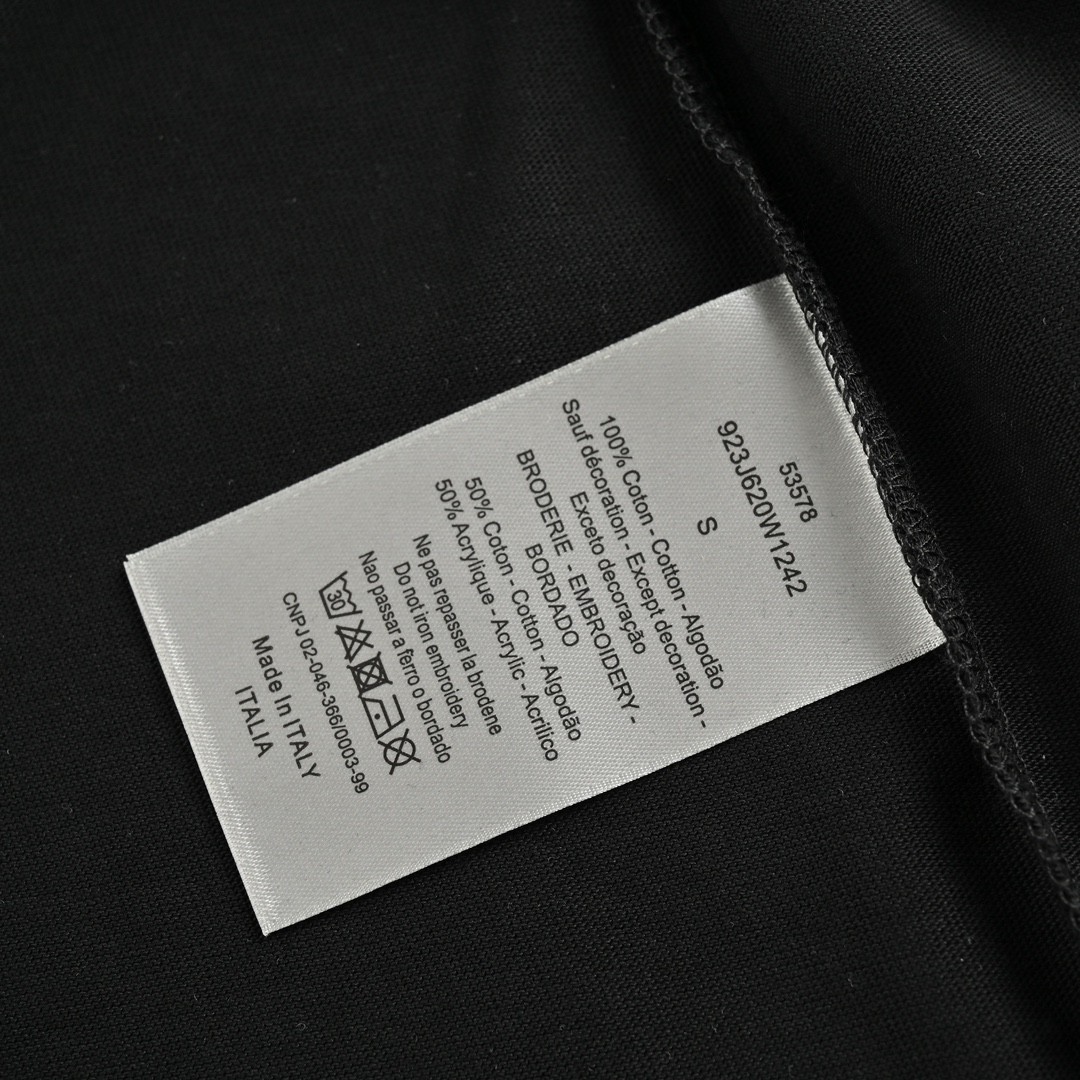 53578
923J620W1242
S
100% Coton - Cotton - Algodão
Sauf décoration - Except decoration -
Exceto decoração
BRODERIE - EMBROIDERY -
BORDADO
50% Coton - Cotton - Algodão
50% Acrylique - Acrylic - Acrilico
Ne pas repasser la brodene
Do not iron embroidery
Nao passar a ferro o bordado
30
CNPJ 02-046-366/0003-99
Made In ITALY
ITALIA